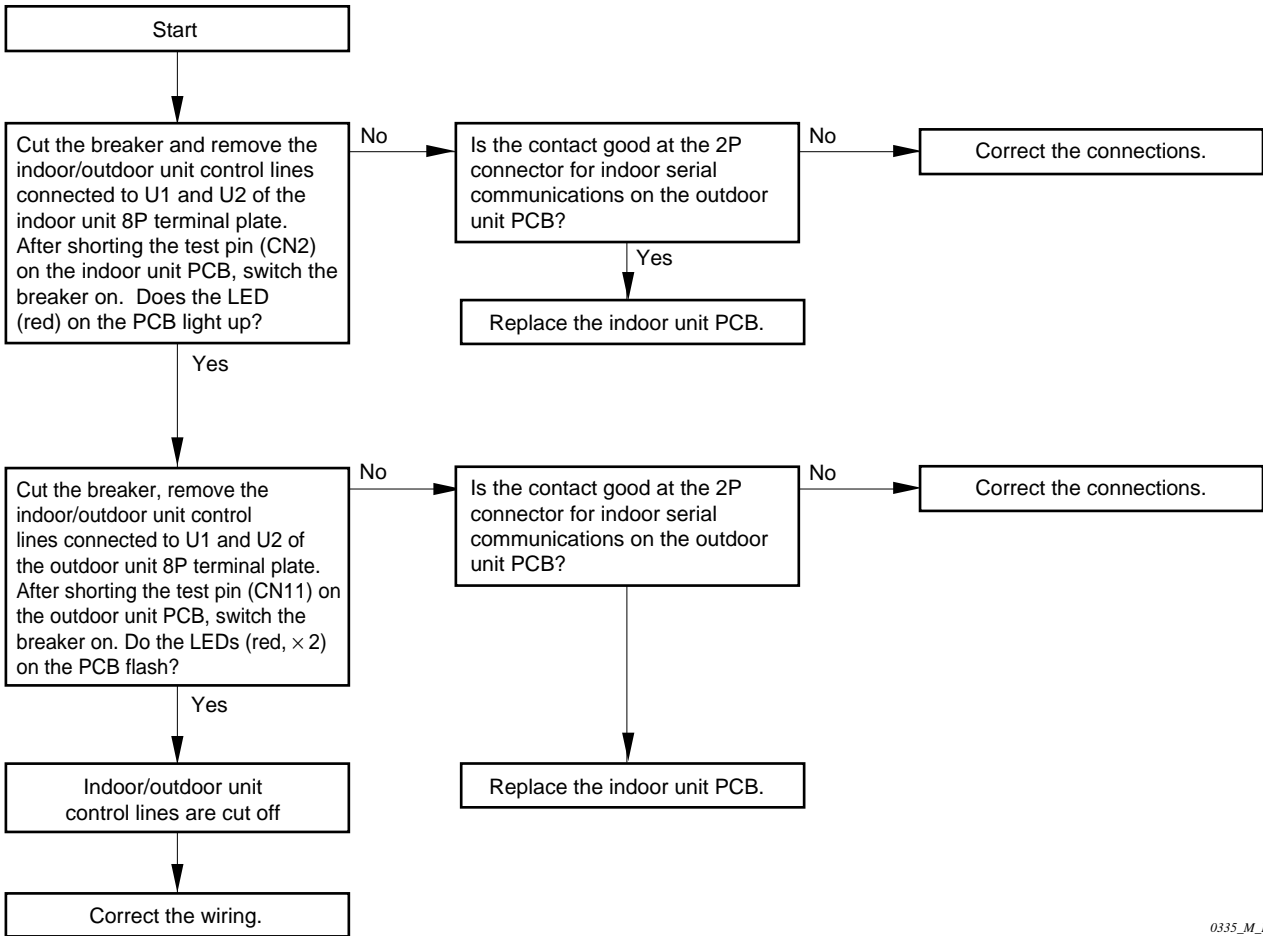 Start
Cut the breaker and remove the
indoor/outdoor unit control lines
connected to U1 and U2 of the
indoor unit 8P terminal plate.
After shorting the test pin (CN2)
on the indoor unit PCB, switch the
breaker on.  Does the LED
(red) on the PCB light up?
No
Is the contact good at the 2P
connector for indoor serial
communications on the outdoor
unit PCB?
No
Correct the connections.
Yes
Replace the indoor unit PCB.
Yes
Cut the breaker, remove the
indoor/outdoor unit control
lines connected to U1 and U2 of
the outdoor unit 8P terminal plate.
After shorting the test pin (CN11) on
the outdoor unit PCB, switch the
breaker on. Do the LEDs (red, × 2)
on the PCB flash?
No
Is the contact good at the 2P
connector for indoor serial
communications on the outdoor
unit PCB?
No
Correct the connections.
Yes
Indoor/outdoor unit
control lines are cut off
Replace the indoor unit PCB.
Correct the wiring.
0335_M_